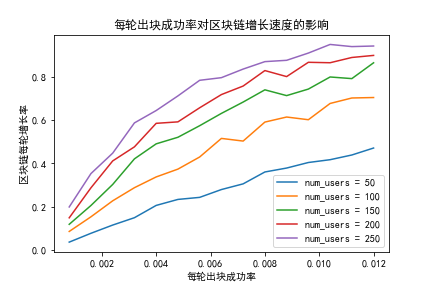 每轮出块成功率对区块链增长速度的影响
区块链每轮增长率
0.8
0.6
0.4
0.2
0.0
num_users = 50
num_users = 100
num_users = 150
num_users = 200
num_users = 250
0.002 0.004 0.006 0.008 0.010 0.012
每轮出块成功率